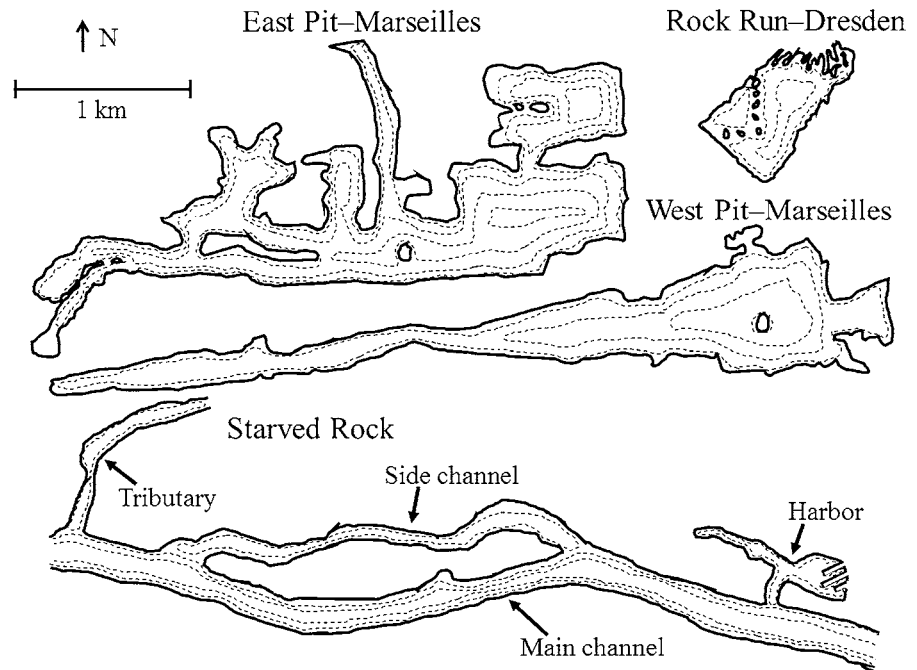 East Pit–Marseilles
Rock Run–Dresden
N
1 km
West Pit–Marseilles
Starved Rock
Side channel
Tributary
Harbor
Main channel